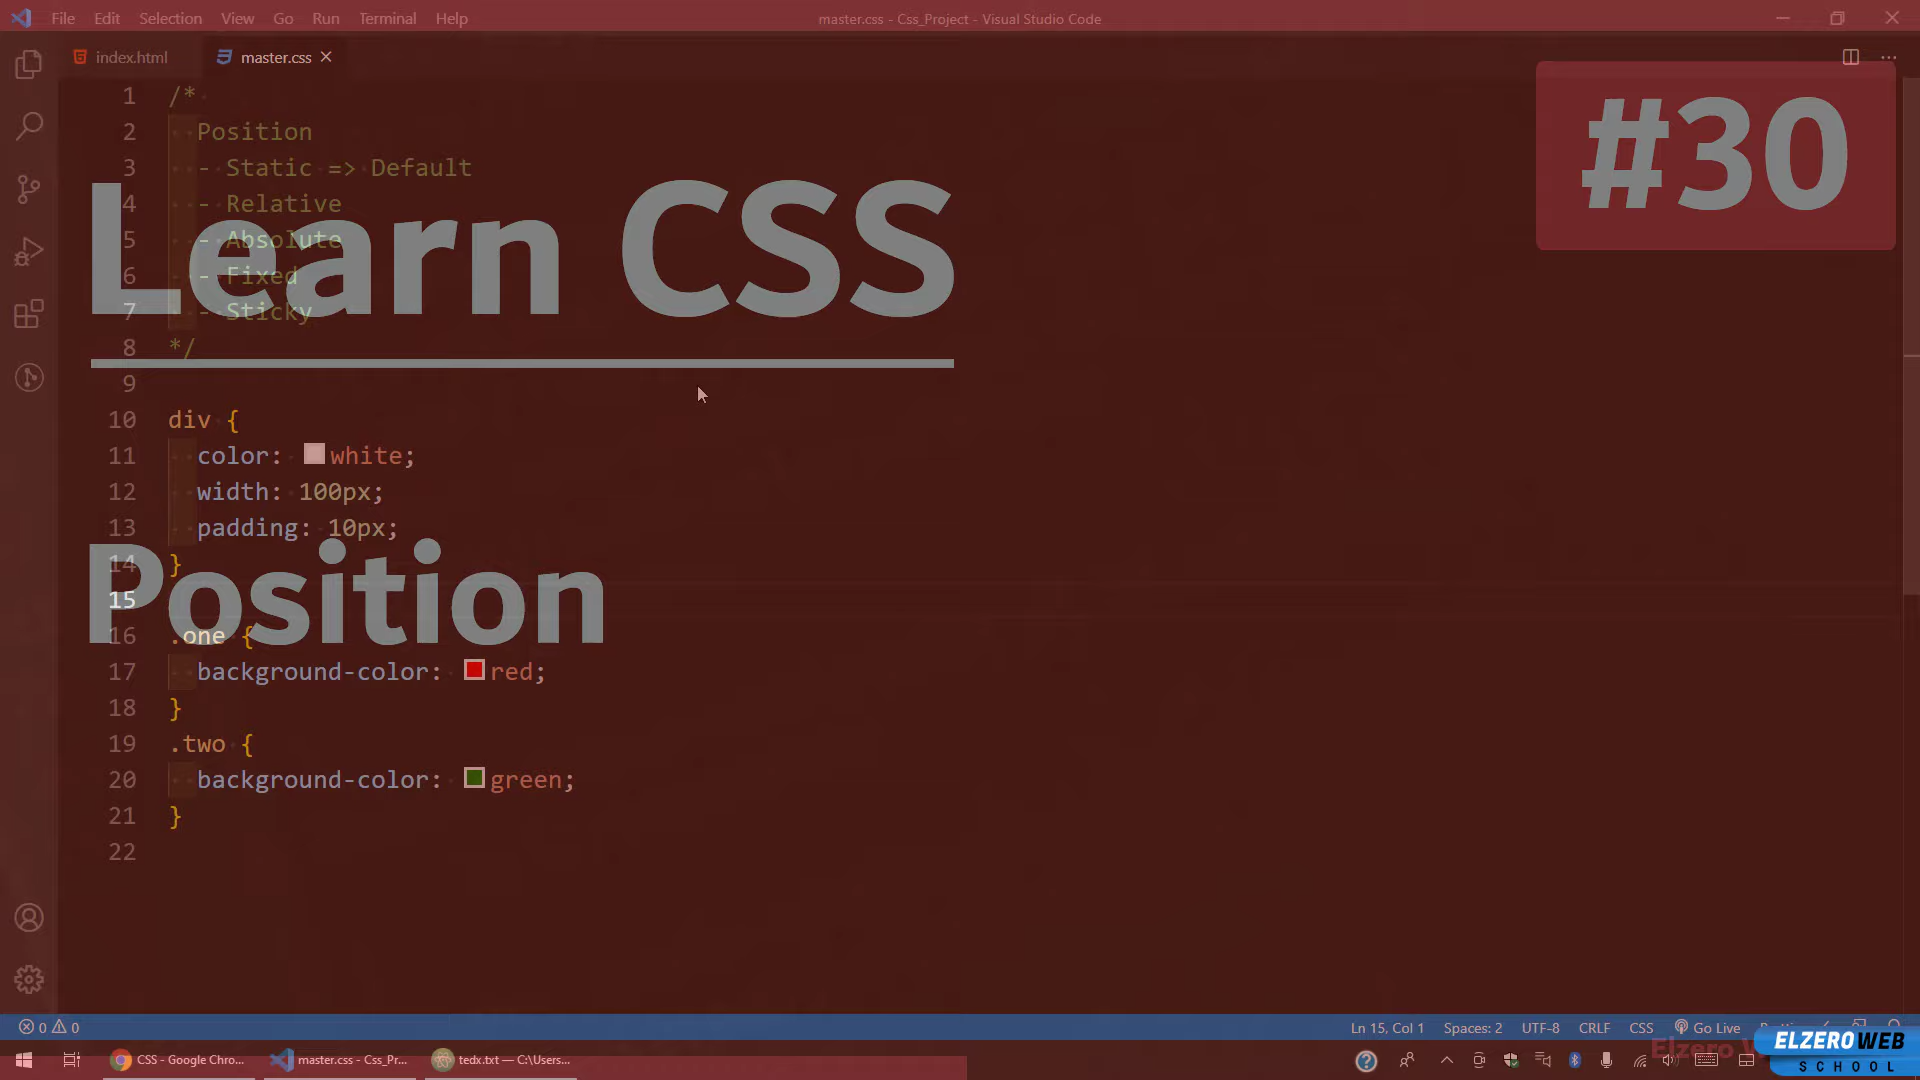 File Edit Selection View Go Run Terminal Help
master.css - Css_Project - Visual Studio Code
index.html
master.css
#30
Learn CSS
Position
1 /*
2 Position
3 - Static => Default
4 - Relative
5 - Absolute
6 - Fixed
7 - Sticky
8 */
9
10 div {
11 color: white;
12 width: 100px;
13 padding: 10px;
14 }
15
16 .one {
17 background-color: red;
18 }
19 .two {
20 background-color: green;
21 }
22
0 0
Ln 15, Col 1 Spaces: 2 UTF-8 CRLF CSS Go Live
CSS - Google Chro...
master.css - Css_Pr...
tedx.txt — C:\Users...
Elzero
ELZEROWEB
SCHOOL